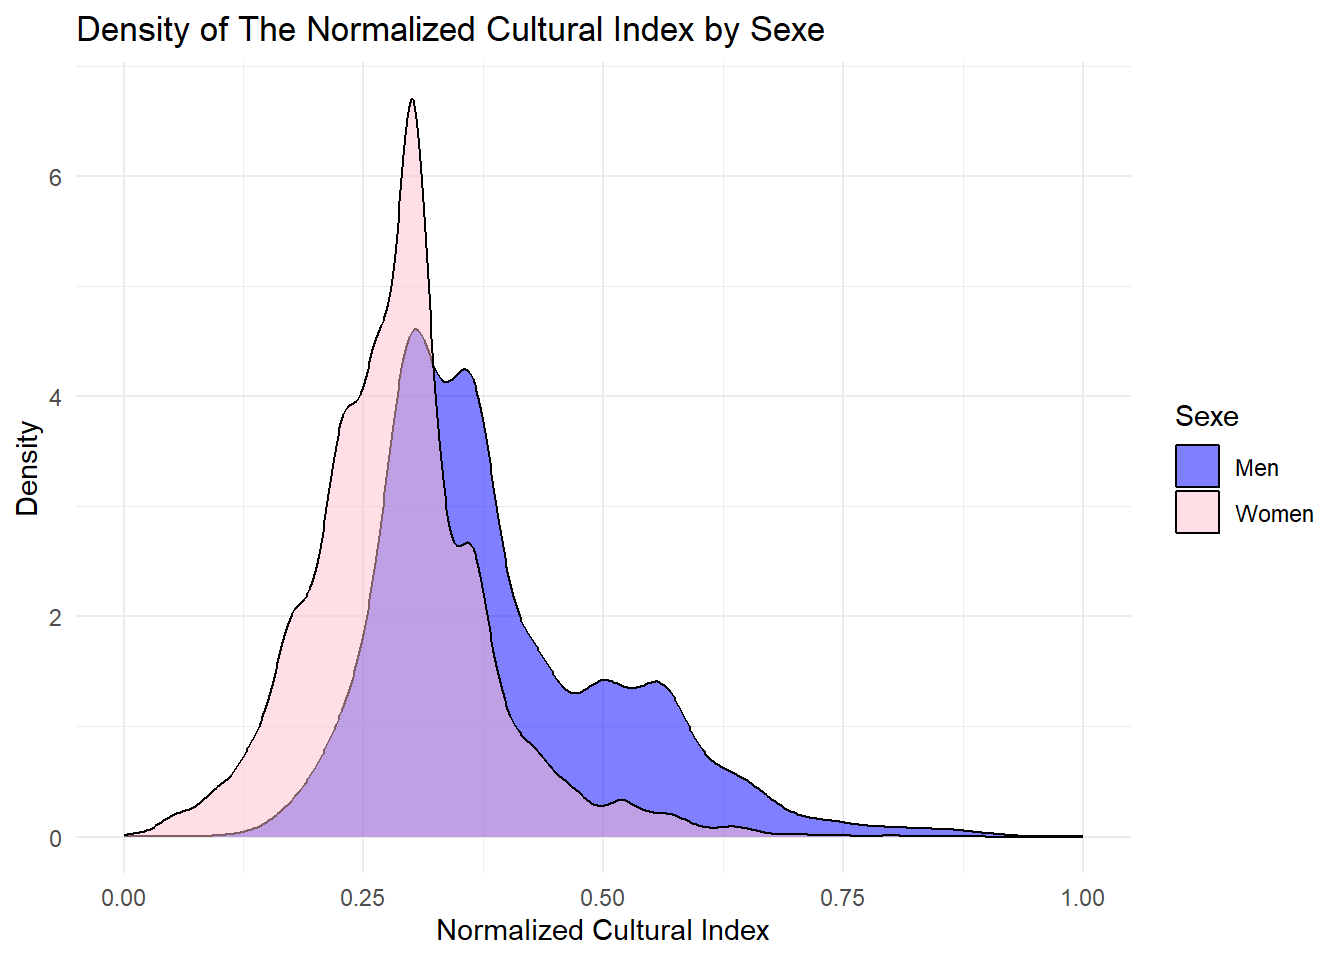 Density of The Normalized Cultural Index by Sexe
6
4
2
0
Density
0.00 0.25 0.50 0.75 1.00
Normalized Cultural Index
Sexe
Men
Women